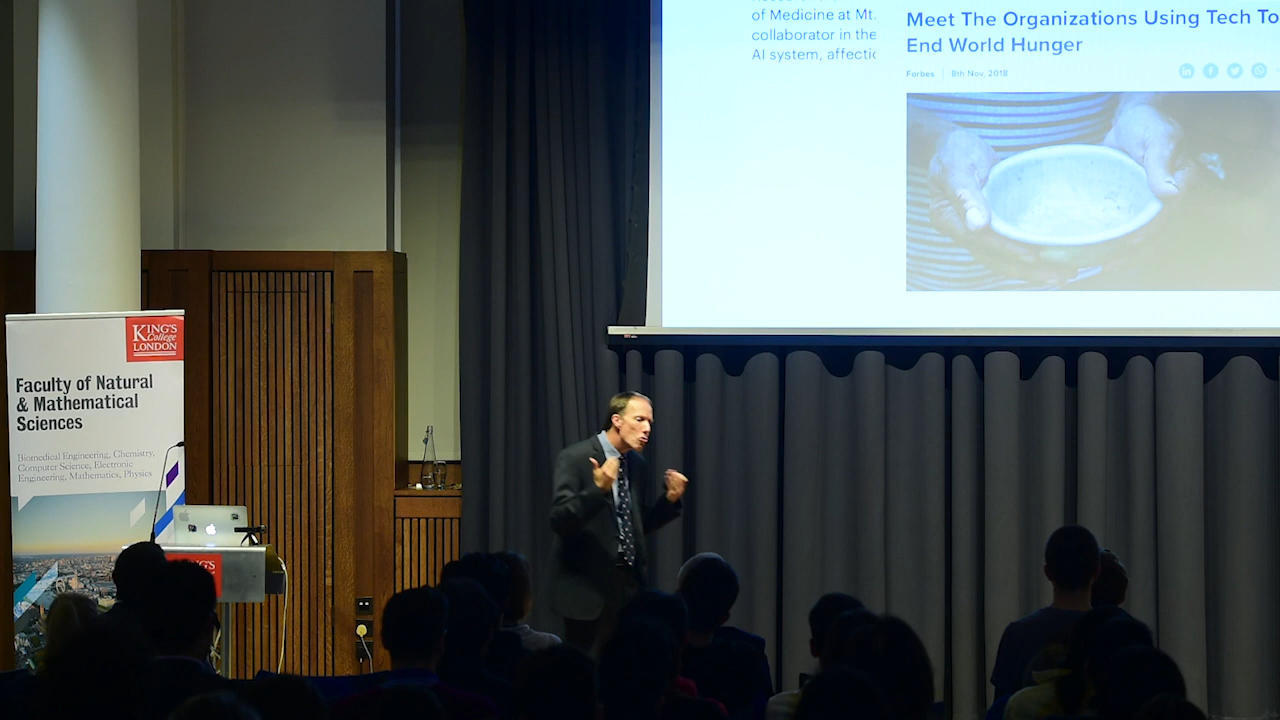 of Medicine at Mt.
collaborator in the
AI system, affectic
Meet The Organizations Using Tech To
End World Hunger
Forbes | 8th Nov, 2018
KING'S
College
LONDON
Faculty of Natural
& Mathematical
Sciences
Biomedical Engineering, Chemistry,
Computer Science, Electronic
Engineering, Mathematics, Physics
KING'S